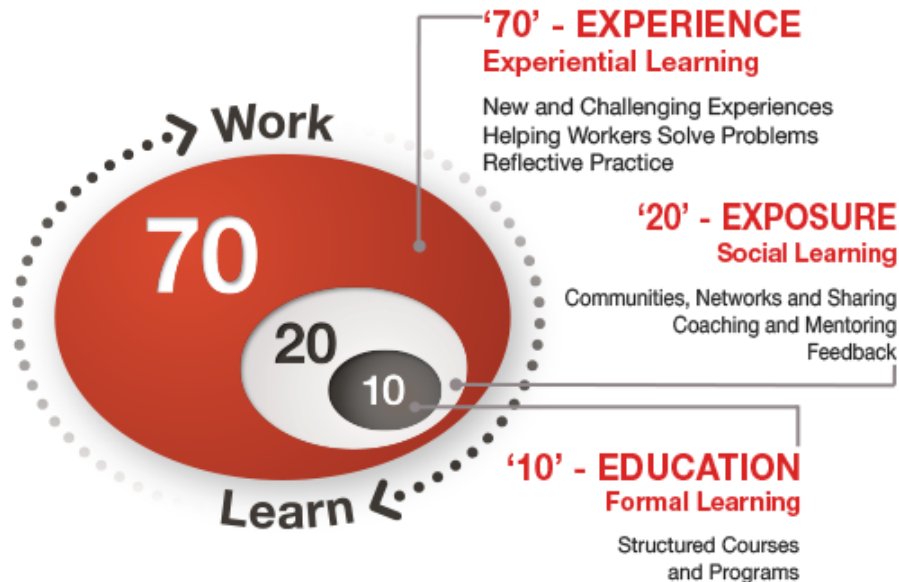 ‘70’ - EXPERIENCE
Experiential Learning
New and Challenging Experiences
Helping Workers Solve Problems
Reflective Practice
Work
70
20
10
Learn
‘20’ - EXPOSURE
Social Learning
Communities, Networks and Sharing
Coaching and Mentoring
Feedback
‘10’ - EDUCATION
Formal Learning
Structured Courses
and Programs